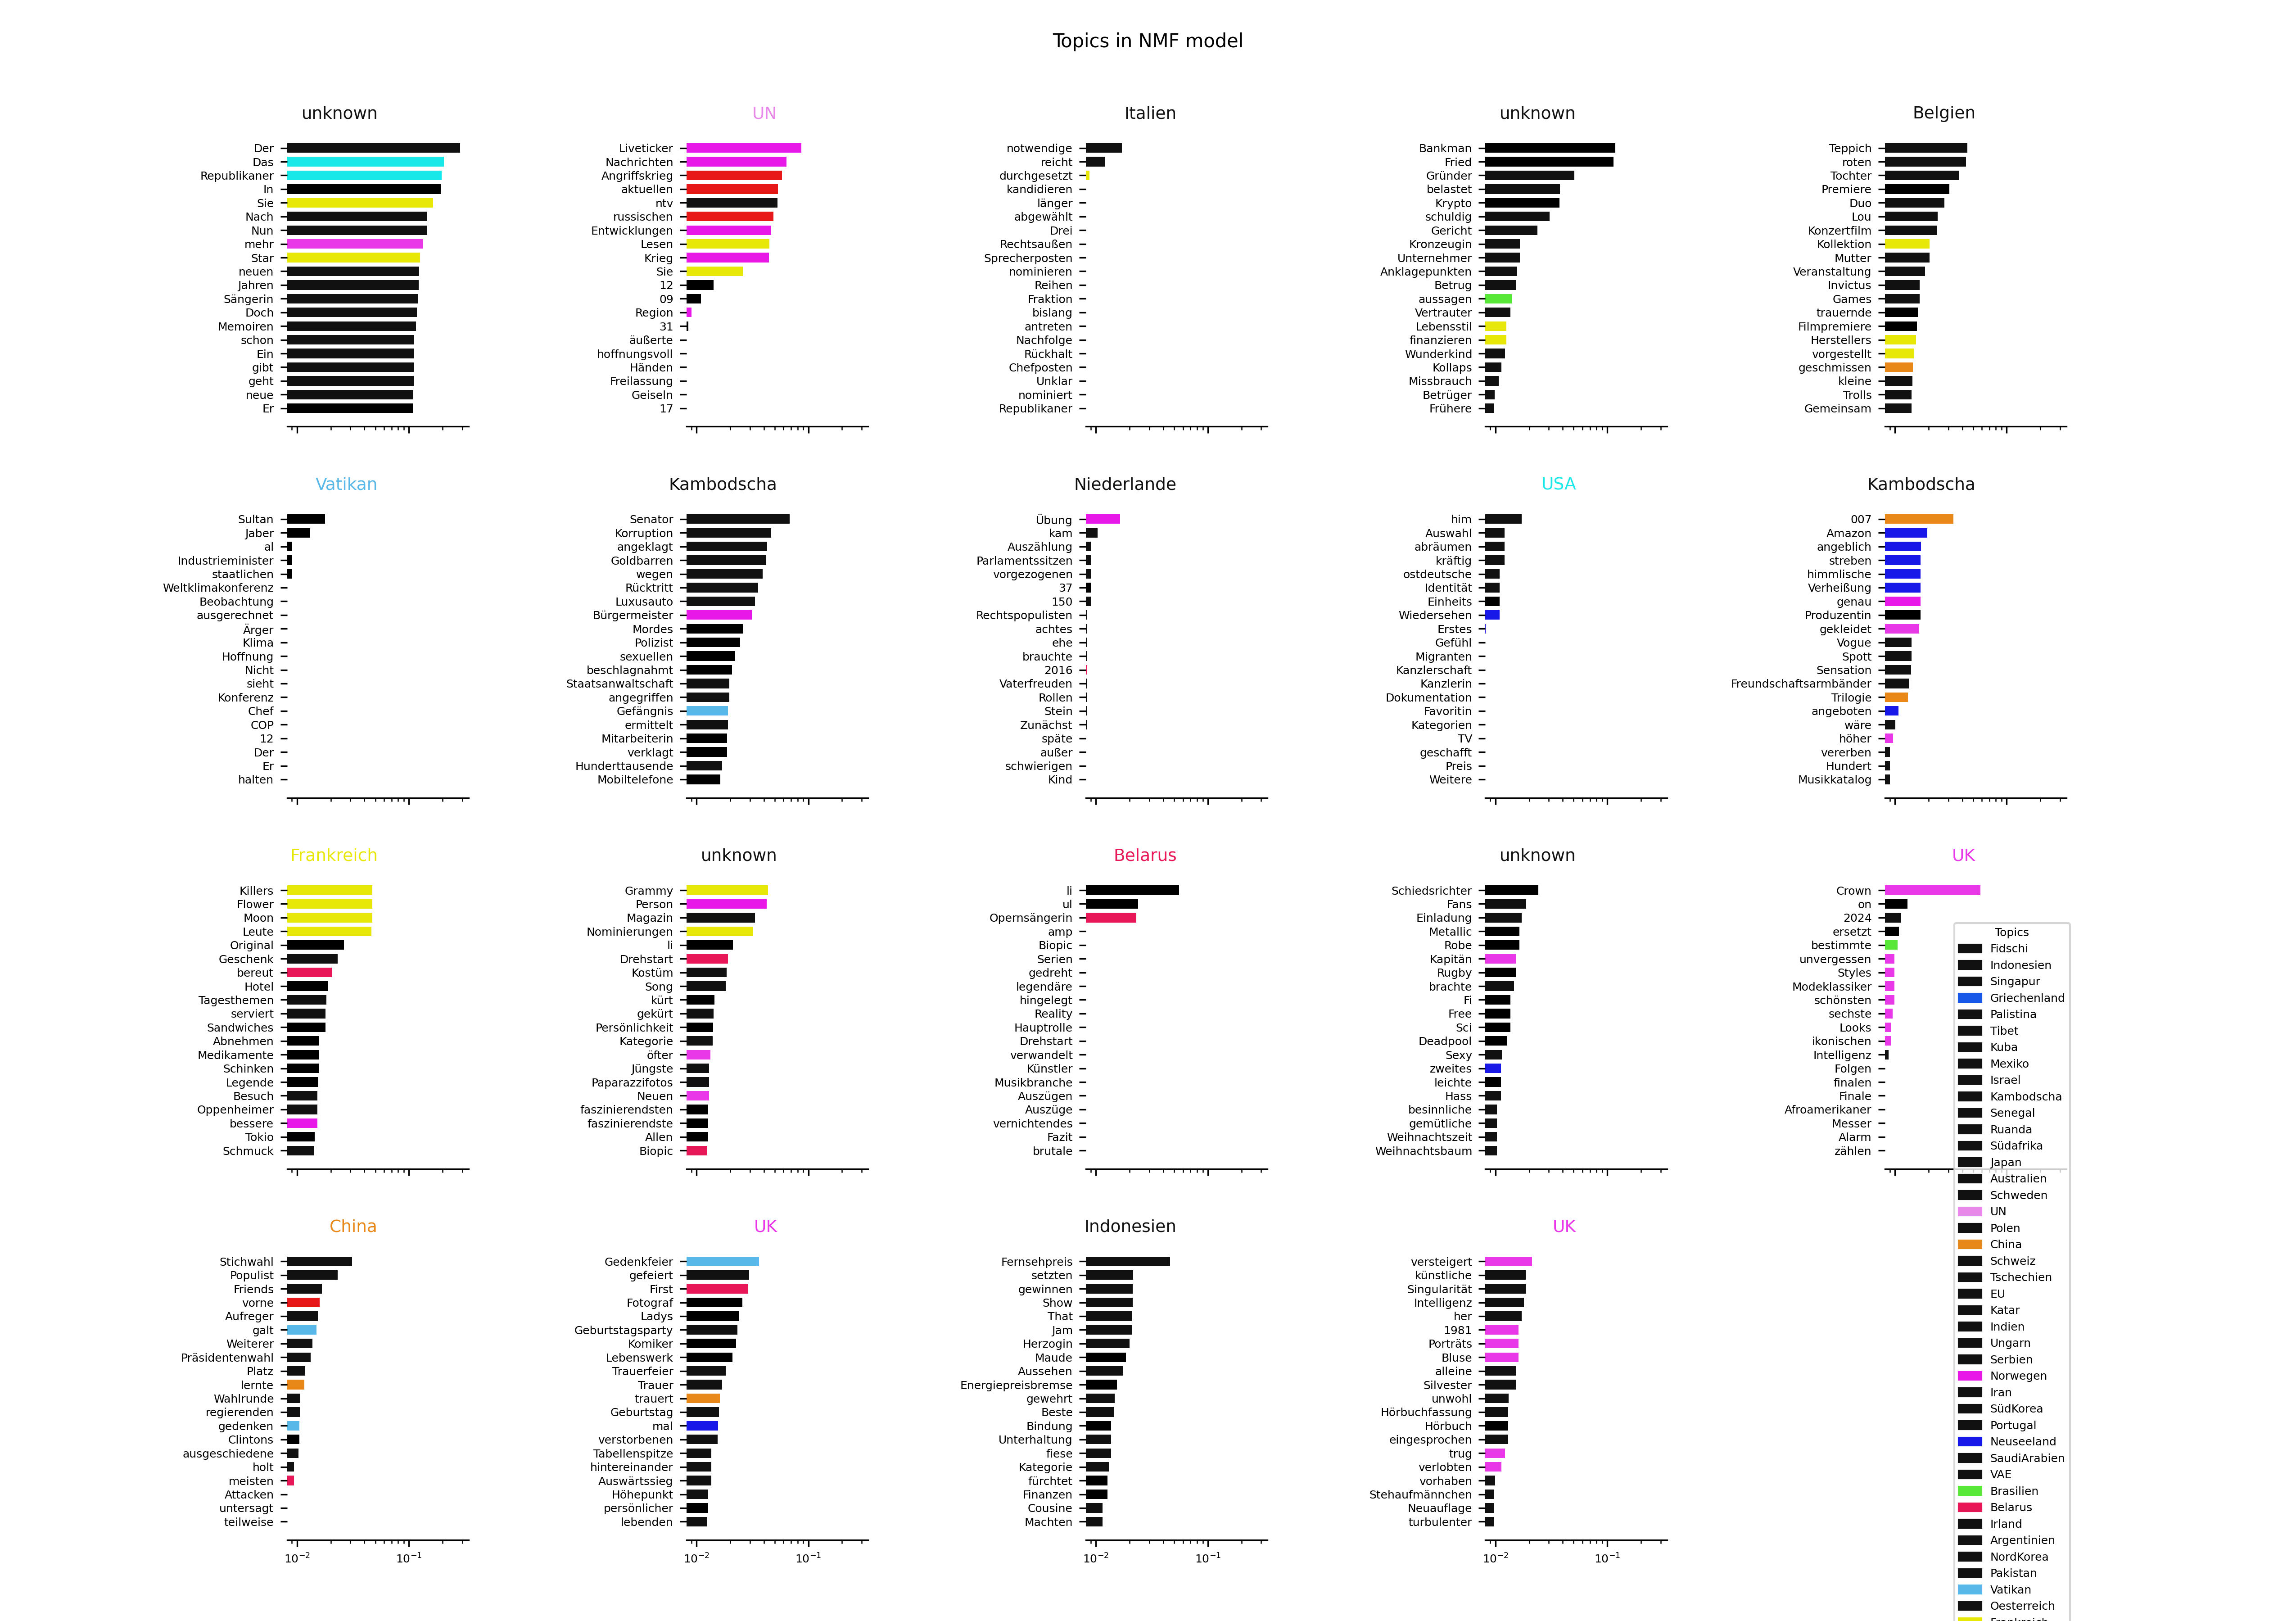 Topics in NMF model
unknown
Der
Das
Republikaner
In
Sie
Nach
Nun
mehr
Star
neuen
Jahren
Sängerin
Doch
Memoiren
schon
Ein
gibt
geht
neue
Er
UN
Liveticker
Nachrichten
Angriffskrieg
aktuellen
ntv
russischen
Entwicklungen
Lesen
Krieg
Sie
12
09
Region
31
äußerte
hoffnungsvoll
Händen
Freilassung
Geiseln
17
Italien
notwendige
reicht
durchgesetzt
kandidieren
länger
abgewählt
Drei
Rechtsaußen
Sprecherposten
nominieren
Reihen
Fraktion
bislang
antreten
Nachfolge
Rückhalt
Chefposten
Unklar
nominiert
Republikaner
unknown
Bankman
Fried
Gründer
belastet
Krypto
schuldig
Gericht
Kronzeugin
Unternehmer
Anklagepunkten
Betrug
aussagen
Vertrauter
Lebensstil
finanzieren
Wunderkind
Kollaps
Missbrauch
Betrüger
Frühere
Belgien
Teppich
roten
Tochter
Premiere
Duo
Lou
Konzertfilm
Kollektion
Mutter
Veranstaltung
Invictus
Games
trauernde
Filmpremiere
Herstellers
vorgestellt
geschmissen
kleine
Trolls
Gemeinsam
Vatikan
Sultan
Jaber
al
Industrieminister
staatlichen
Weltklimakonferenz
Beobachtung
ausgerechnet
Ärger
Klima
Hoffnung
Nicht
sieht
Konferenz
Chef
COP
12
Der
Er
halten
Kambodscha
Senator
Korruption
angeklagt
Goldbarren
wegen
Rücktritt
Luxusauto
Bürgermeister
Mordes
Polizist
sexuellen
beschlagnahmt
Staatsanwaltschaft
angegriffen
Gefängnis
ermittelt
Mitarbeiterin
verklagt
Hunderttausende
Mobiltelefone
Niederlande
Übung
kam
Auszählung
Parlamentssitzen
vorgezogenen
37
150
Rechtspopulisten
achtes
ehe
brauchte
2016
Vaterfreuden
Rollen
Stein
Zunächst
späte
außer
schwierigen
Kind
USA
him
Auswahl
abräumen
kräftig
ostdeutsche
Identität
Einheits
Wiedersehen
Erstes
Gefühl
Migranten
Kanzlerschaft
Kanzlerin
Dokumentation
Favoritin
Kategorien
TV
geschafft
Preis
Weitere
Kambodscha
007
Amazon
angeblich
streben
himmlische
Verheißung
genau
Produzentin
gekleidet
Vogue
Spott
Sensation
Freundschaftsarmbänder
Trilogie
angeboten
wäre
höher
vererben
Hundert
Musikkatalog
Frankreich
Killers
Flower
Moon
Leute
Original
Geschenk
bereut
Hotel
Tagesthemen
serviert
Sandwiches
Abnehmen
Medikamente
Schinken
Legende
Besuch
Oppenheimer
bessere
Tokio
Schmuck
unknown
Grammy
Person
Magazin
Nominierungen
li
Drehstart
Kostüm
Song
kürt
gekürt
Persönlichkeit
Kategorie
öfter
Jüngste
Paparazzifotos
Neuen
faszinierendsten
faszinierendste
Allen
Biopic
Belarus
li
ul
Opernsängerin
amp
Biopic
Serien
gedreht
legendäre
hingelegt
Reality
Hauptrolle
Drehstart
verwandelt
Künstler
Musikbranche
Auszügen
Auszüge
vernichtendes
Fazit
brutale
unknown
Schiedsrichter
Fans
Einladung
Metallic
Robe
Kapitän
Rugby
brachte
Fi
Free
Sci
Deadpool
Sexy
zweites
leichte
Hass
besinnliche
gemütliche
Weihnachtszeit
Weihnachtsbaum
UK
Crown
on
2024
ersetzt
bestimmte
unvergessen
Styles
Modeklassiker
schönsten
sechste
Looks
ikonischen
Intelligenz
Folgen
finalen
Finale
Afroamerikaner
Messer
Alarm
zählen
China
Stichwahl
Populist
Friends
vorne
Aufreger
galt
Weiterer
Präsidentenwahl
Platz
lernte
Wahlrunde
regierenden
gedenken
Clintons
ausgeschiedene
holt
meisten
Attacken
untersagt
teilweise
10⁻² 10⁻¹
UK
Gedenkfeier
gefeiert
First
Fotograf
Ladys
Geburtstagsparty
Komiker
Lebenswerk
Trauerfeier
Trauer
trauert
Geburtstag
mal
verstorbenen
Tabellenspitze
hintereinander
Auswärtssieg
Höhepunkt
persönlicher
lebenden
10⁻² 10⁻¹
Indonesien
Fernsehpreis
setzten
gewinnen
Show
That
Jam
Herzogin
Maude
Aussehen
Energiepreisbremse
gewehrt
Beste
Bindung
Unterhaltung
fiese
Kategorie
fürchtet
Finanzen
Cousine
Machten
10⁻² 10⁻¹
UK
versteigert
künstliche
Singularität
Intelligenz
her
1981
Porträts
Bluse
alleine
Silvester
unwohl
Hörbuchfassung
Hörbuch
eingesprochen
trug
verlobten
vorhaben
Stehaufmännchen
Neuauflage
turbulenter
10⁻² 10⁻¹
Topics
Fidschi
Indonesien
Singapur
Griechenland
Palistina
Tibet
Kuba
Mexiko
Israel
Kambodscha
Senegal
Ruanda
Südafrika
Japan
Australien
Schweden
UN
Polen
China
Schweiz
Tschechien
EU
Katar
Indien
Ungarn
Serbien
Norwegen
Iran
SüdKorea
Portugal
Neuseeland
SaudiArabien
VAE
Brasilien
Belarus
Irland
Argentinien
NordKorea
Pakistan
Vatikan
Oesterreich
Frankreich